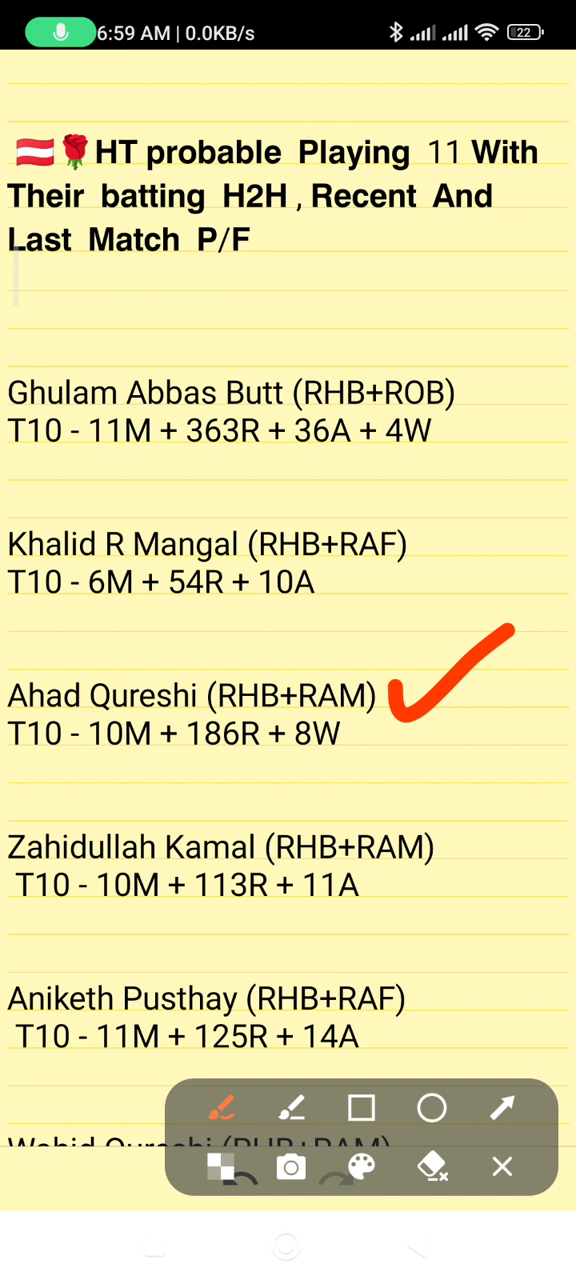 6:59 AM | 0.0KB/s
22
🇦🇹🌹HT probable Playing 11 With
Their batting H2H , Recent And
Last Match P/F
Ghulam Abbas Butt (RHB+ROB)
T10 - 11M + 363R + 36A + 4W
Khalid R Mangal (RHB+RAF)
T10 - 6M + 54R + 10A
Ahad Qureshi (RHB+RAM)
T10 - 10M + 186R + 8W
Zahidullah Kamal (RHB+RAM)
T10 - 10M + 113R + 11A
Aniketh Pusthay (RHB+RAF)
T10 - 11M + 125R + 14A
Qureshi (RHB+RAM)